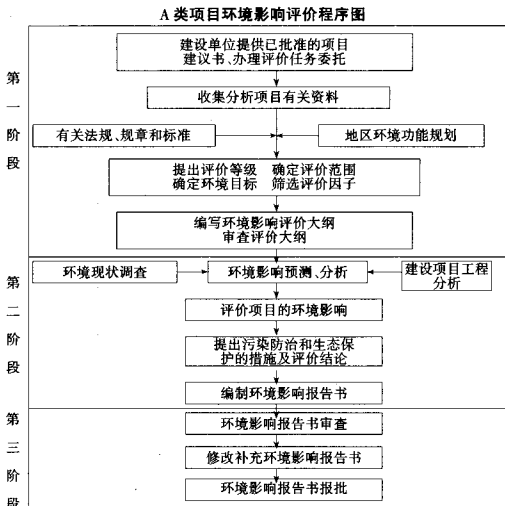 A类项目环境影响评价程序图
第一阶段
建设单位提供已批准的项目
建议书、办理评价任务委托
收集分析项目有关资料
有关法规、规章和标准
地区环境功能规划
提出评价等级 确定评价范围
确定环境目标 筛选评价因子
编写环境影响评价大纲
审查评价大纲
第二阶段
环境现状调查
环境影响预测、分析
建设项目工程
分析
评价项目的环境影响
提出污染防治和生态保
护的措施及评价结论
编制环境影响报告书
第三阶段
环境影响报告书审查
修改补充环境影响报告书
环境影响报告书报批